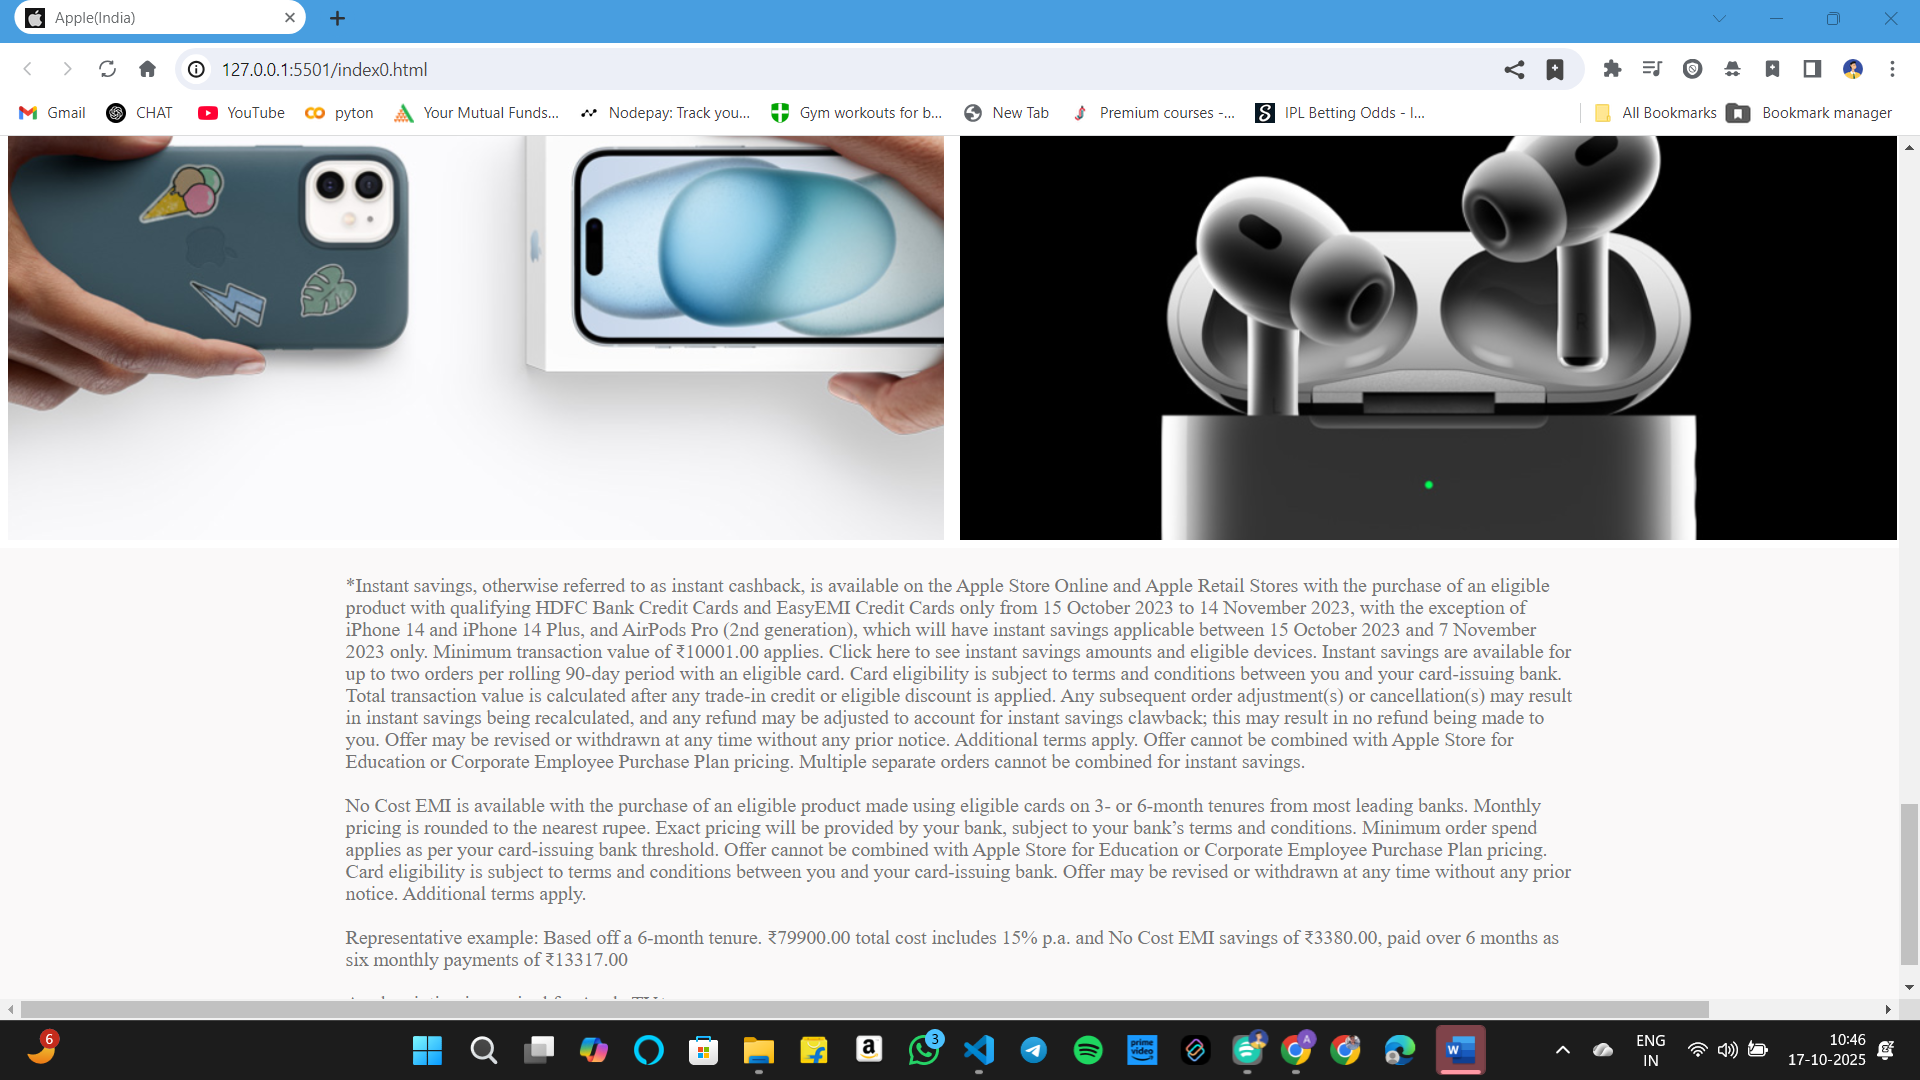 Apple(India)
127.0.0.1:5501/index0.html
Gmail
CHAT
YouTube
pyton
Your Mutual Funds...
Nodepay: Track you...
Gym workouts for b...
New Tab
Premium courses -...
IPL Betting Odds - I...
All Bookmarks
Bookmark manager
*Instant savings, otherwise referred to as instant cashback, is available on the Apple Store Online and Apple Retail Stores with the purchase of an eligible
product with qualifying HDFC Bank Credit Cards and EasyEMI Credit Cards only from 15 October 2023 to 14 November 2023, with the exception of
iPhone 14 and iPhone 14 Plus, and AirPods Pro (2nd generation), which will have instant savings applicable between 15 October 2023 and 7 November
2023 only. Minimum transaction value of ₹10001.00 applies. Click here to see instant savings amounts and eligible devices. Instant savings are available for
up to two orders per rolling 90-day period with an eligible card. Card eligibility is subject to terms and conditions between you and your card-issuing bank.
Total transaction value is calculated after any trade-in credit or eligible discount is applied. Any subsequent order adjustment(s) or cancellation(s) may result
in instant savings being recalculated, and any refund may be adjusted to account for instant savings clawback; this may result in no refund being made to
you. Offer may be revised or withdrawn at any time without any prior notice. Additional terms apply. Offer cannot be combined with Apple Store for
Education or Corporate Employee Purchase Plan pricing. Multiple separate orders cannot be combined for instant savings.
No Cost EMI is available with the purchase of an eligible product made using eligible cards on 3- or 6-month tenures from most leading banks. Monthly
pricing is rounded to the nearest rupee. Exact pricing will be provided by your bank, subject to your bank’s terms and conditions. Minimum order spend
applies as per your card-issuing bank threshold. Offer cannot be combined with Apple Store for Education or Corporate Employee Purchase Plan pricing.
Card eligibility is subject to terms and conditions between you and your card-issuing bank. Offer may be revised or withdrawn at any time without any prior
notice. Additional terms apply.
Representative example: Based off a 6-month tenure. ₹79900.00 total cost includes 15% p.a. and No Cost EMI savings of ₹3380.00, paid over 6 months as
six monthly payments of ₹13317.00
6
a
3
prime
video
A
W
ENG
IN
10:46
17-10-2025